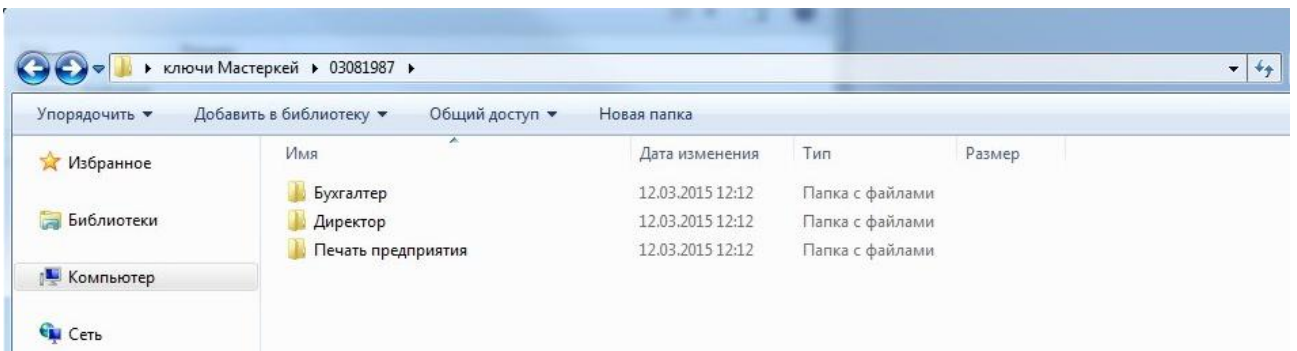 ключи Мастеркей 03081987
Упорядочить Добавить в библиотеку Общий доступ Новая папка
Избранное
Библиотеки
Компьютер
Сеть
Имя Дата изменения Тип Размер
Бухгалтер 12.03.2015 12:12 Папка с файлами
Директор 12.03.2015 12:12 Папка с файлами
Печать предприятия 12.03.2015 12:12 Папка с файлами